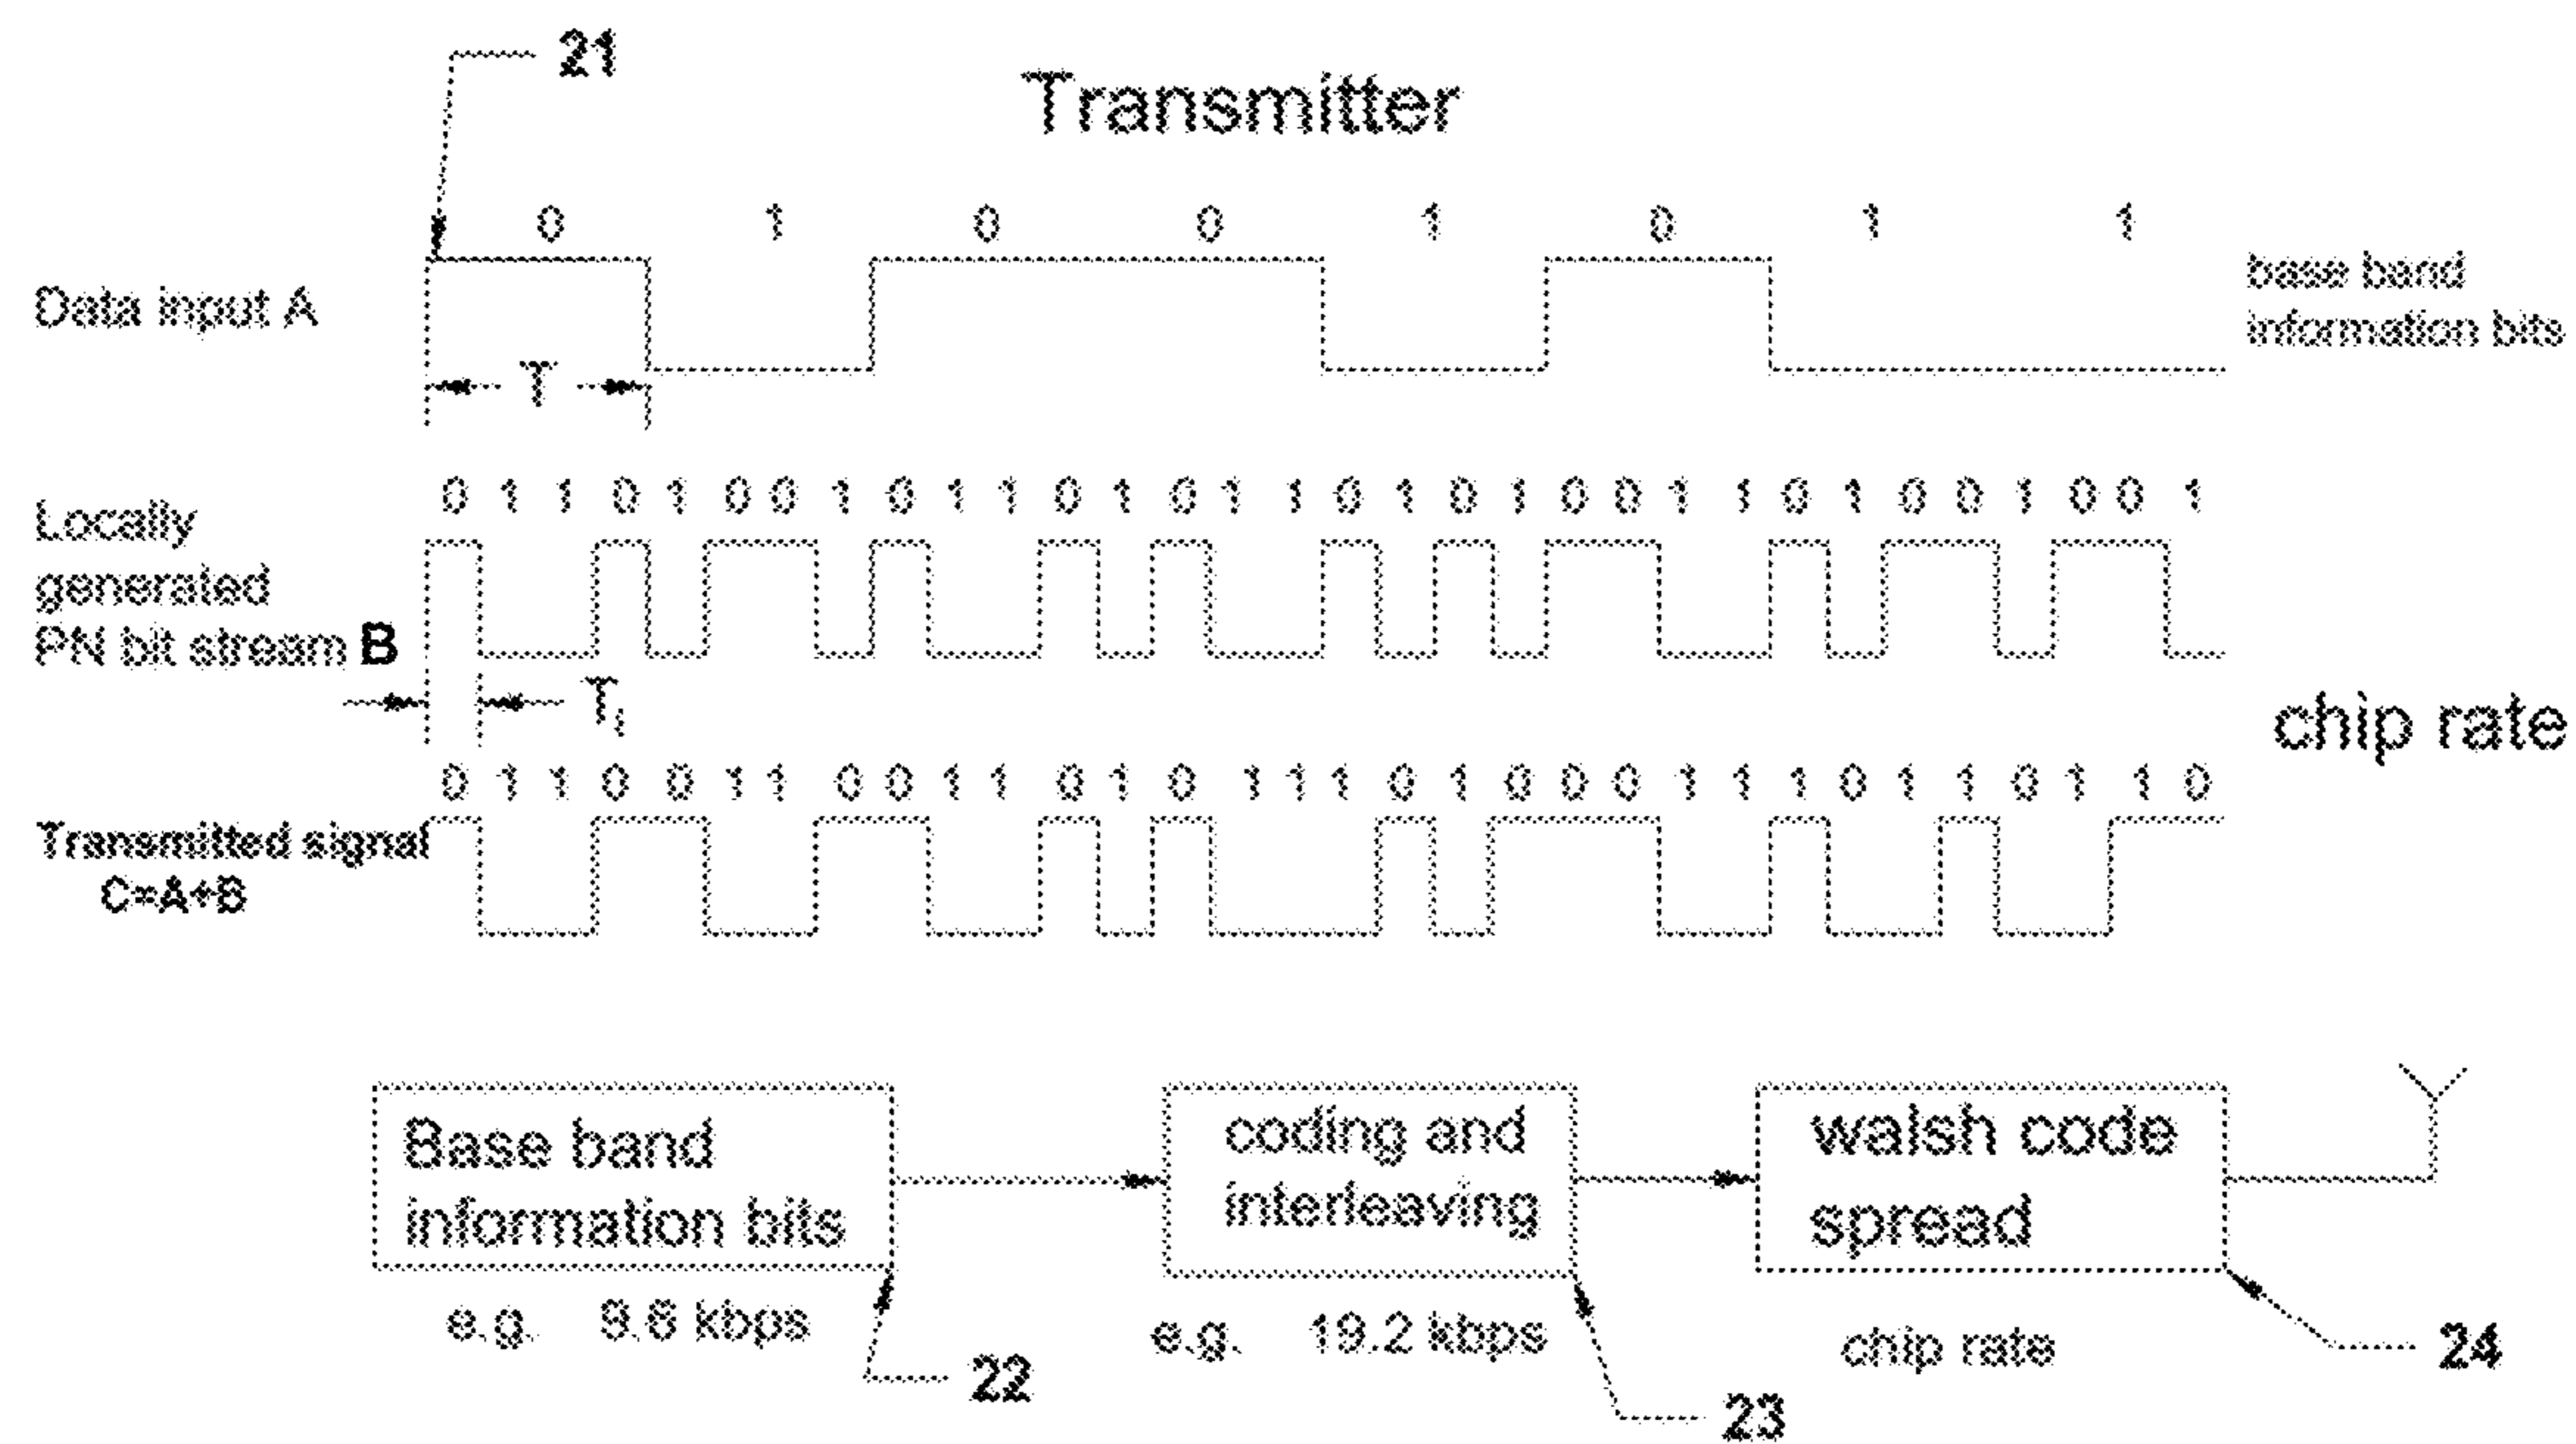 21
Transmitter
0 1 0 0 1 0 1 1
Data input A
base band
information bits
T
0 1 1 0 1 0 0 1 0 1 1 0 1 0 1 1 0 1 0 1 0 0 1 1 0 1 0 0 1 0 0 1
Locally
generated
PN bit stream B
Ti
chip rate
0 1 1 0 0 1 1 0 0 1 1 0 1 0 1 1 1 0 1 0 0 0 1 1 1 0 1 1 0 1 1 0
Transmitted signal
C=A+B
Base band
information bits
coding and
interleaving
walsh code
spread
e.g. 9.6 kbps
e.g. 19.2 kbps
chip rate
22
23
24